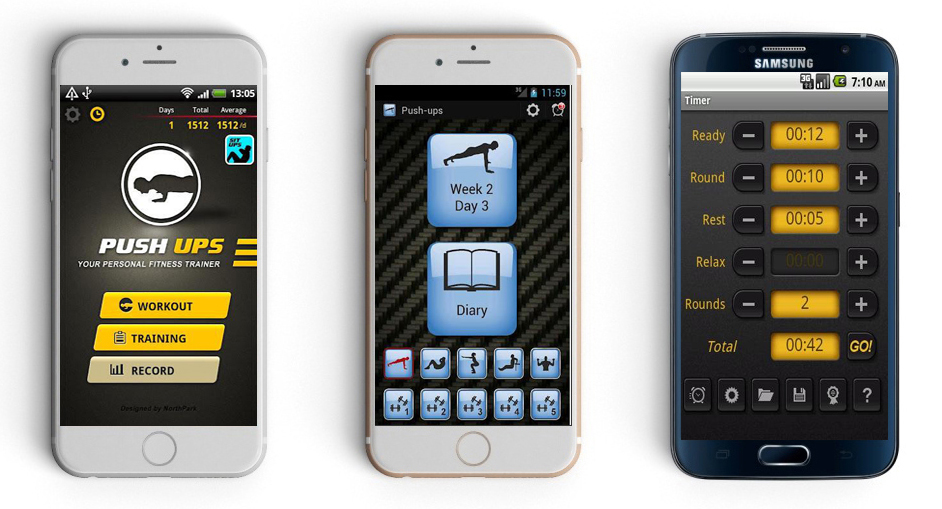 13:05
Days Total Average
1 1512 1512 /d
SIT UPS
PUSH UPS
YOUR PERSONAL FITNESS TRAINER
WORKOUT
TRAINING
RECORD
Designed by NorthPark
3G 11:59
Push-ups
Week 2
Day 3
Diary
1 2 3 4 5
SAMSUNG
3G 7:10 AM
Timer
Ready − 00:12 +
Round − 00:10 +
Rest − 00:05 +
Relax − 00:00 +
Rounds − 2 +
Total 00:42 GO!
?